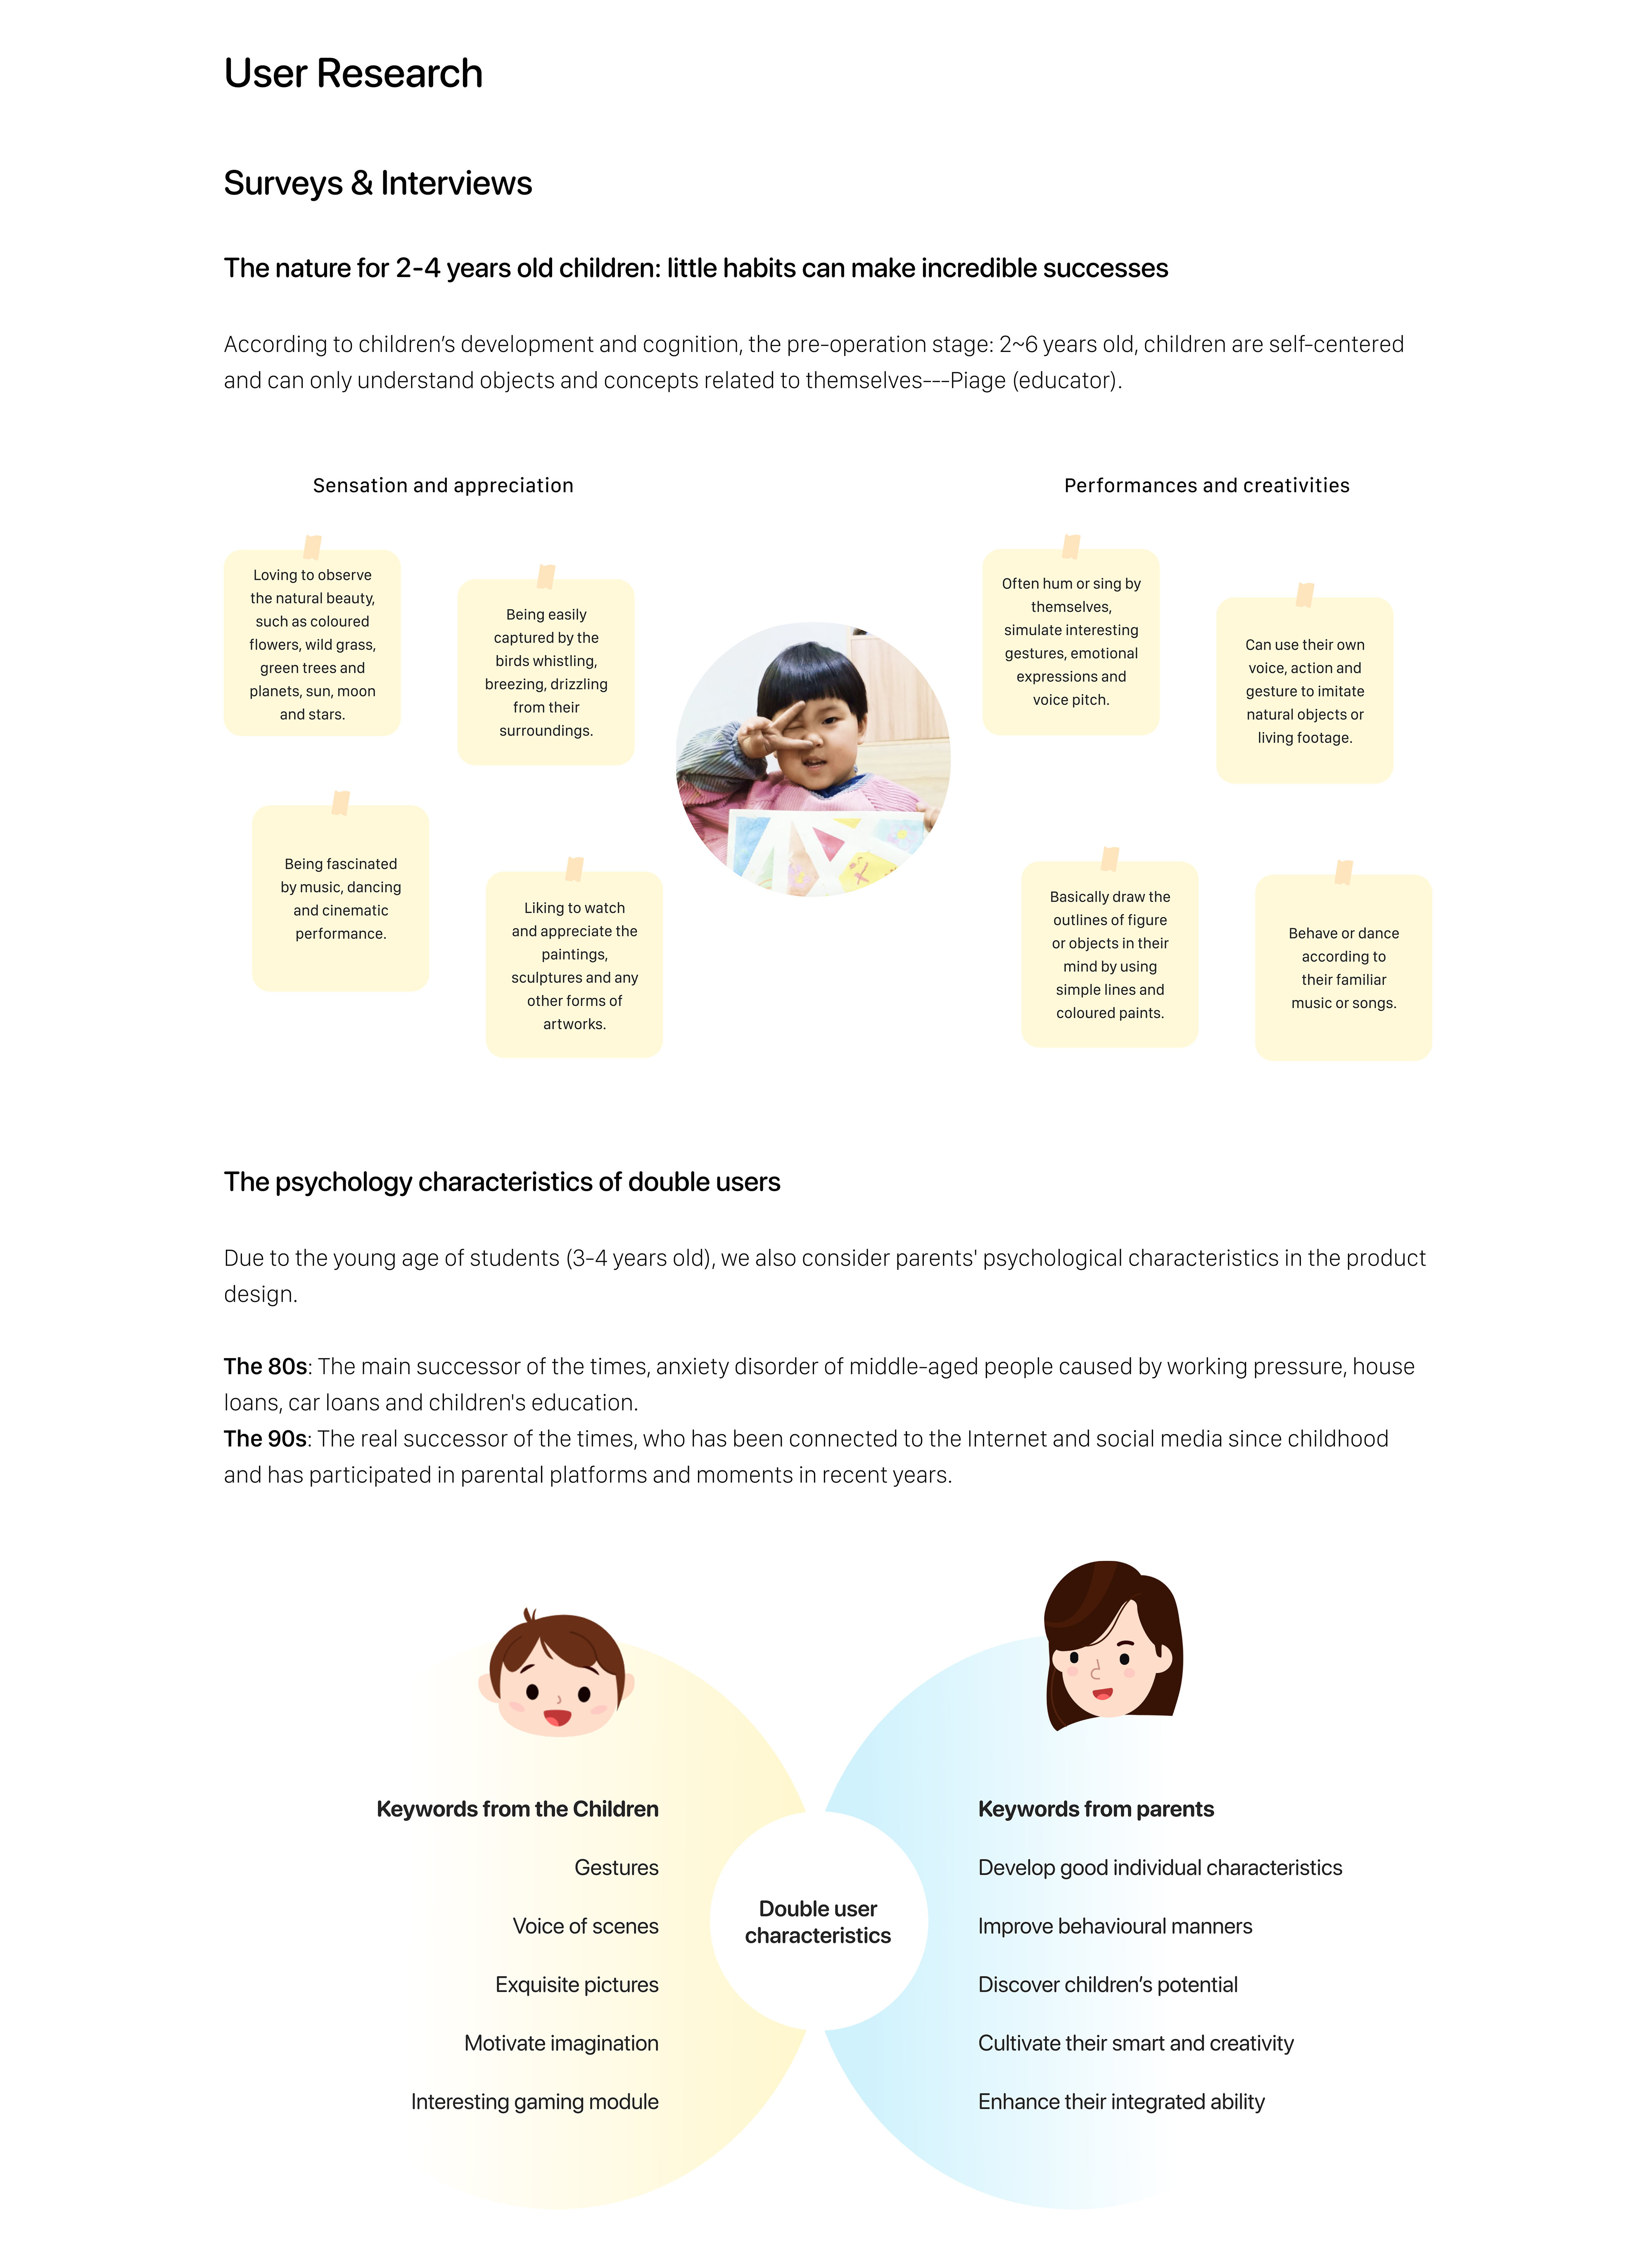 User Research
Surveys & Interviews
The nature for 2-4 years old children: little habits can make incredible successes
According to children’s development and cognition, the pre-operation stage: 2~6 years old, children are self-centered
and can only understand objects and concepts related to themselves---Piage (educator).
Sensation and appreciation
Loving to observe
the natural beauty,
such as coloured
flowers, wild grass,
green trees and
planets, sun, moon
and stars.
Being easily
captured by the
birds whistling,
breezing, drizzling
from their
surroundings.
Being fascinated
by music, dancing
and cinematic
performance.
Liking to watch
and appreciate the
paintings,
sculptures and any
other forms of
artworks.
Performances and creativities
Often hum or sing by
themselves,
simulate interesting
gestures, emotional
expressions and
voice pitch.
Can use their own
voice, action and
gesture to imitate
natural objects or
living footage.
Basically draw the
outlines of figure
or objects in their
mind by using
simple lines and
coloured paints.
Behave or dance
according to
their familiar
music or songs.
The psychology characteristics of double users
Due to the young age of students (3-4 years old), we also consider parents' psychological characteristics in the product
design.
The 80s: The main successor of the times, anxiety disorder of middle-aged people caused by working pressure, house
loans, car loans and children's education.
The 90s: The real successor of the times, who has been connected to the Internet and social media since childhood
and has participated in parental platforms and moments in recent years.
Keywords from the Children
Gestures
Voice of scenes
Exquisite pictures
Motivate imagination
Interesting gaming module
Double user
characteristics
Keywords from parents
Develop good individual characteristics
Improve behavioural manners
Discover children’s potential
Cultivate their smart and creativity
Enhance their integrated ability